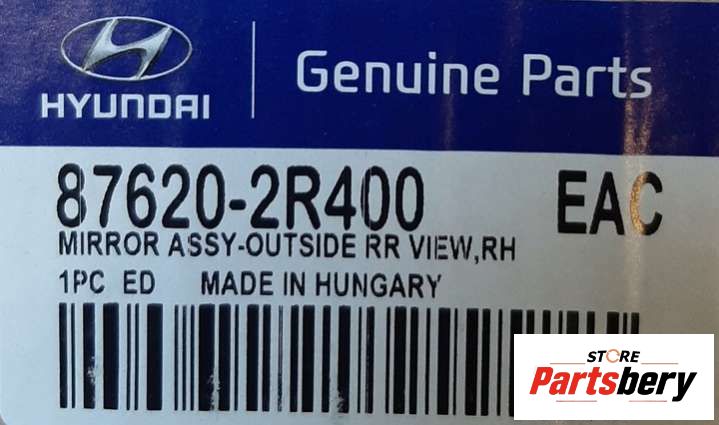 HYUNDAI
Genuine Parts
87620-2R400 EAC
MIRROR ASSY-OUTSIDE RR VIEW,RH
1PC ED MADE IN HUNGARY
STORE
Partsbery